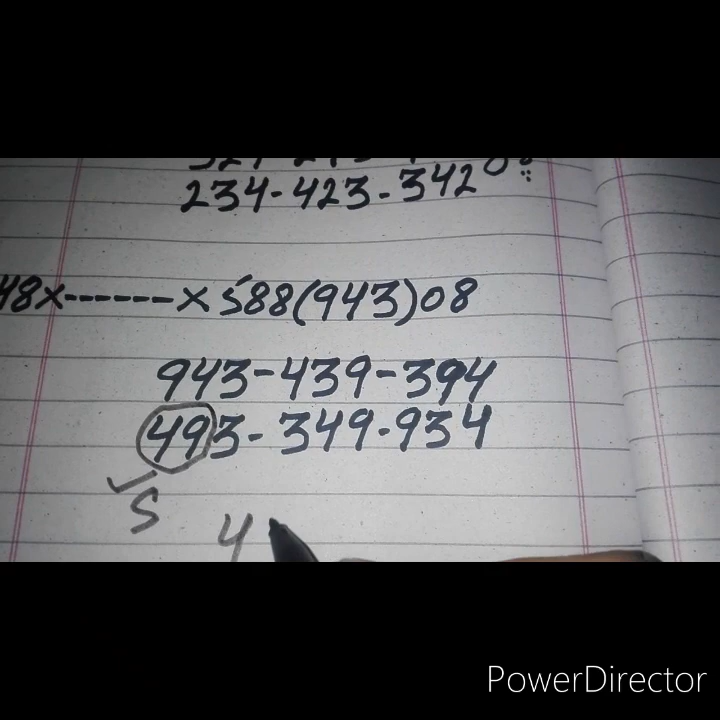 234-423-342
48x------x588(943)08
943-439-394
493-349-934
S
4
PowerDirector